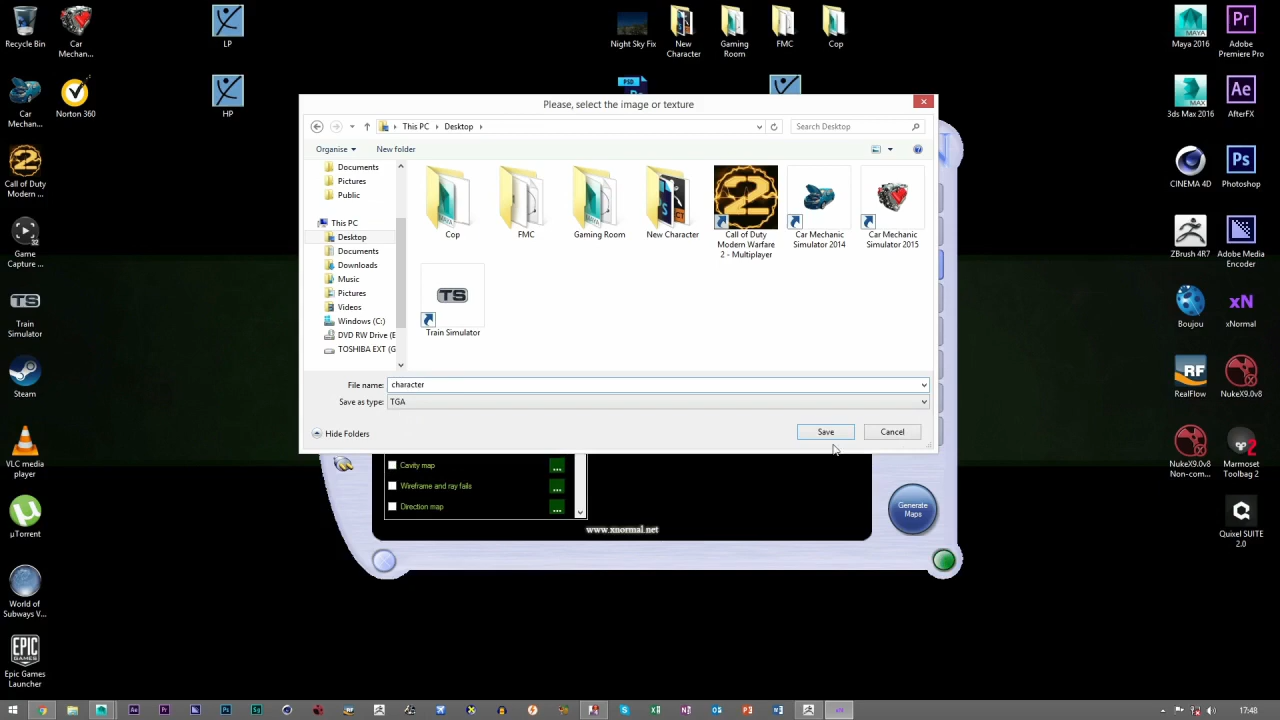 Recycle Bin
Car
Mechan...
LP
Night Sky Fix
New
Character
Gaming
Room
FMC
Cop
Maya 2016
Adobe
Premiere Pro
Car
Mechan...
Norton 360
HP
PSD
3ds Max 2016
AfterFX
Call of Duty
Modern ...
CINEMA 4D
Photoshop
Game
Capture ...
ZBrush 4R7
Adobe Media
Encoder
Train
Simulator
Boujou
xNormal
Steam
RealFlow
NukeX9.0v8
VLC media
player
NukeX9.0v8
Non-com...
Marmoset
Toolbag 2
µTorrent
Quixel SUITE
2.0
World of
Subways V...
Epic Games
Launcher
Please, select the image or texture
This PC
Desktop
Search Desktop
Organise
New folder
Documents
Pictures
Public
This PC
Desktop
Documents
Downloads
Music
Pictures
Videos
Windows (C:)
DVD RW Drive (E
TOSHIBA EXT (G
Cop
FMC
Gaming Room
New Character
Call of Duty
Modern Warfare
2 - Multiplayer
Car Mechanic
Simulator 2014
Car Mechanic
Simulator 2015
Train Simulator
File name: character
Save as type: TGA
Hide Folders
Save
Cancel
Cavity map ...
Wireframe and ray fails ...
Direction map ...
www.xnormal.net
Generate
Maps
17:48